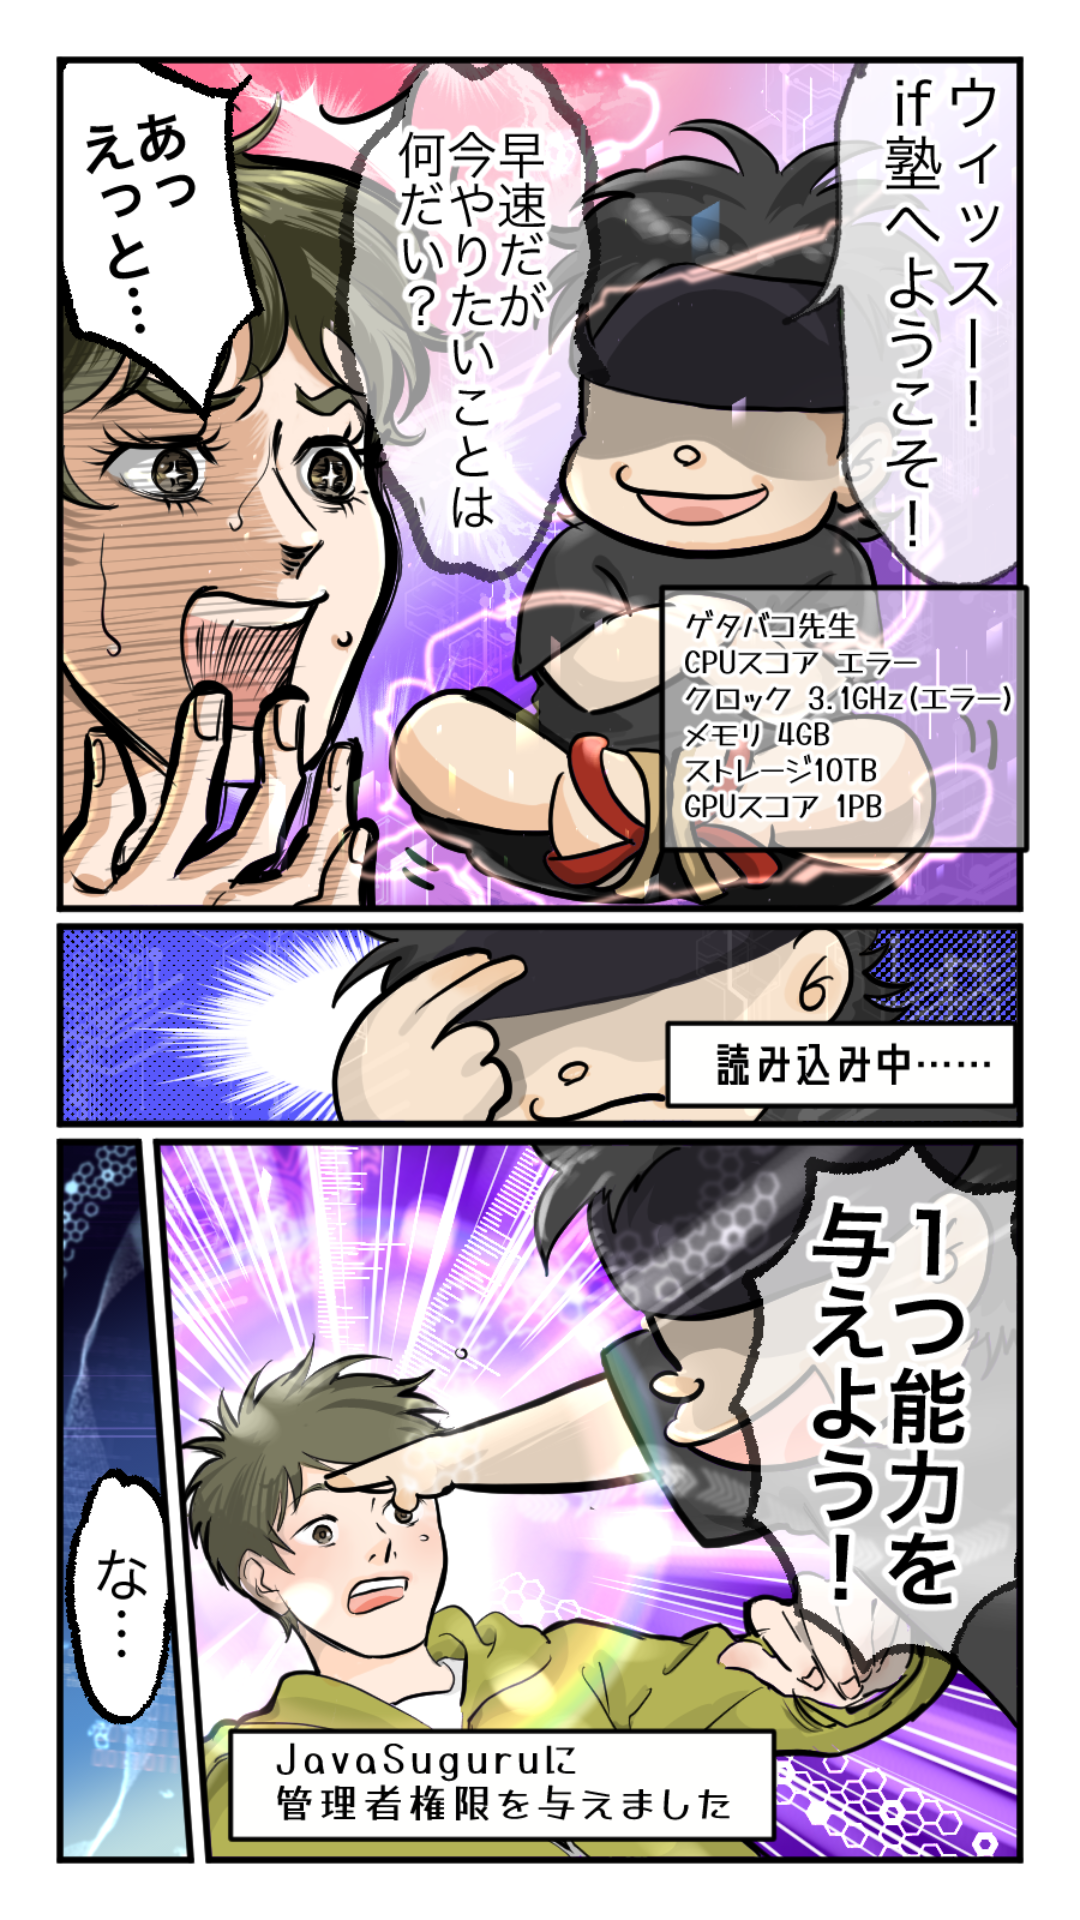 ウィッスー！
if塾へようこそ！
早速だが
今やりたいことは
何だい？
あっ
えっと…
ゲタバコ先生
CPUスコア エラー
クロック 3.1GHz(エラー)
メモリ 4GB
ストレージ10TB
GPUスコア 1PB
読み込み中……
１つ能力を
与えよう！
JavaSuguruに
管理者権限を与えました
な…